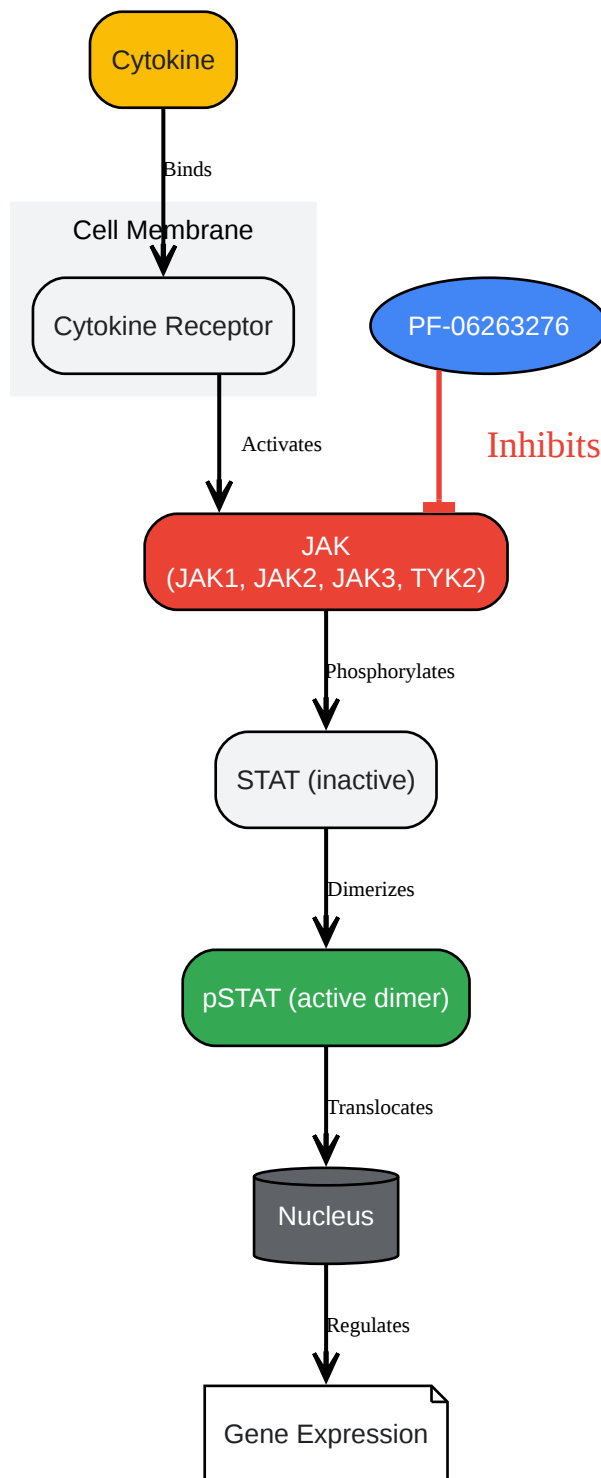 Cytokine
Binds
Cell Membrane
Cytokine Receptor
PF-06263276
Activates
Inhibits
JAK
(JAK1, JAK2, JAK3, TYK2)
Phosphorylates
STAT (inactive)
Dimerizes
pSTAT (active dimer)
Translocates
Nucleus
Regulates
Gene Expression